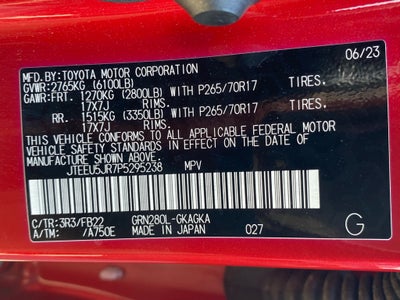 MFD. BY: TOYOTA MOTOR CORPORATION 06/23
GVWR: 2765KG (6100LB)
GAWR: FRT. 1270KG (2800LB) WITH P265/70R17 TIRES.
17X7J RIMS.
RR. 1515KG (3350LB) WITH P265/70R17 TIRES.
17X7J RIMS.
THIS VEHICLE CONFORMS TO ALL APPLICABLE FEDERAL MOTOR
VEHICLE SAFETY STANDARDS IN EFFECT ON THE DATE OF
MANUFACTURE SHOWN ABOVE.
JTEEU5JR7P5295238 MPV
C/TR: 3R3/FB22 GRN280L-GKAGKA
A/TM: /A750E MADE IN JAPAN 027 G